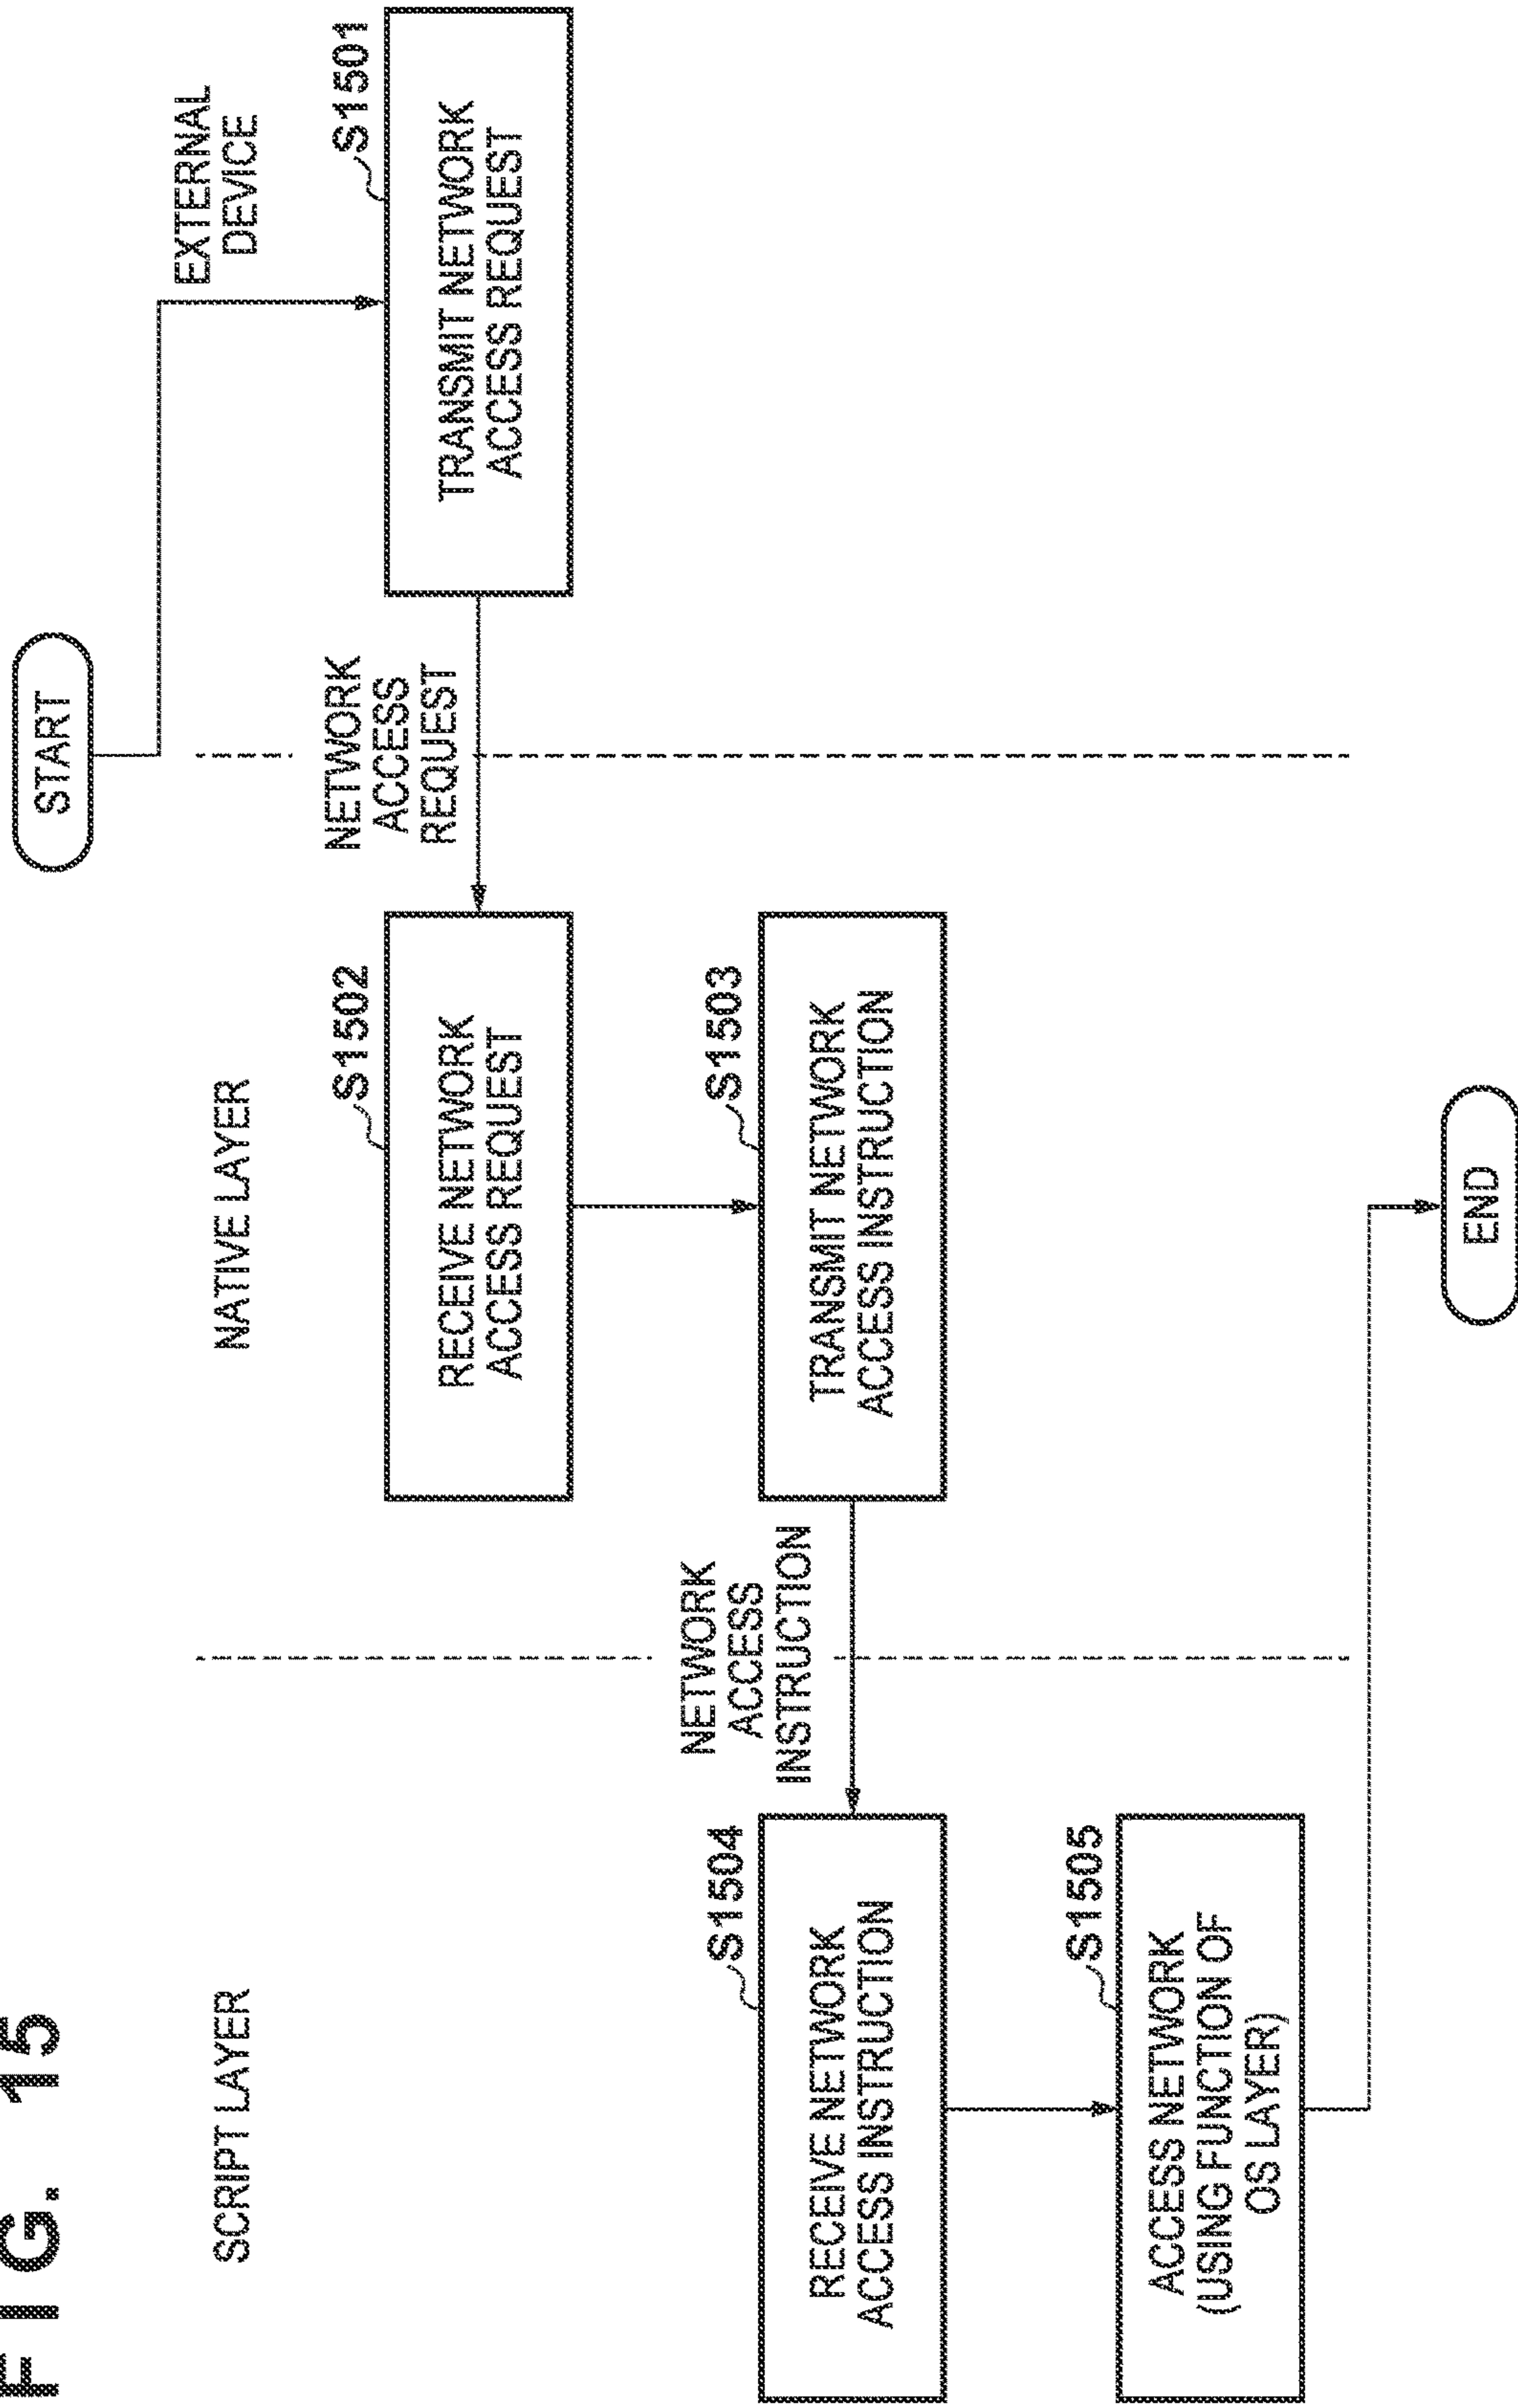 FIG. 15
START
SCRIPT LAYER
NATIVE LAYER
EXTERNAL
DEVICE
S1501
TRANSMIT NETWORK
ACCESS REQUEST
NETWORK
ACCESS
REQUEST
S1502
RECEIVE NETWORK
ACCESS REQUEST
S1503
TRANSMIT NETWORK
ACCESS INSTRUCTION
NETWORK
ACCESS
INSTRUCTION
S1504
RECEIVE NETWORK
ACCESS INSTRUCTION
S1505
ACCESS NETWORK
(USING FUNCTION OF
OS LAYER)
END